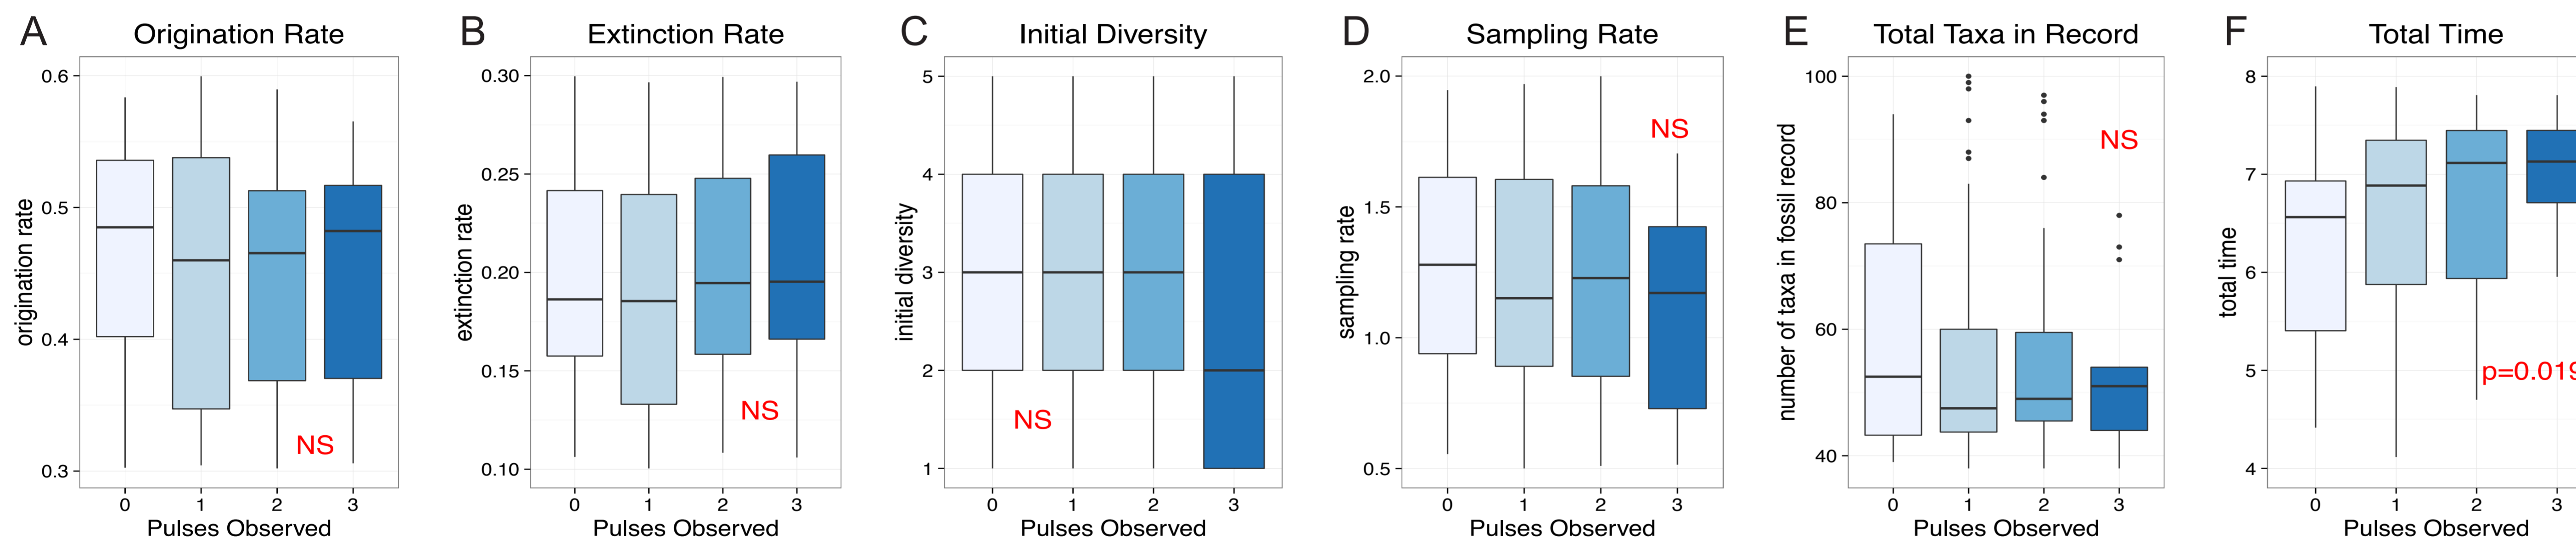 A Origination Rate
origination rate
0.6
0.5
0.4
0.3
NS
0 1 2 3
Pulses Observed
B Extinction Rate
extinction rate
0.30
0.25
0.20
0.15
0.10
NS
0 1 2 3
Pulses Observed
C Initial Diversity
initial diversity
5
4
3
2
1
NS
0 1 2 3
Pulses Observed
D Sampling Rate
sampling rate
2.0
1.5
1.0
0.5
NS
0 1 2 3
Pulses Observed
E Total Taxa in Record
number of taxa in fossil record
100
80
60
40
NS
0 1 2 3
Pulses Observed
F Total Time
total time
8
7
6
5
4
p=0.019
0 1 2 3
Pulses Observed